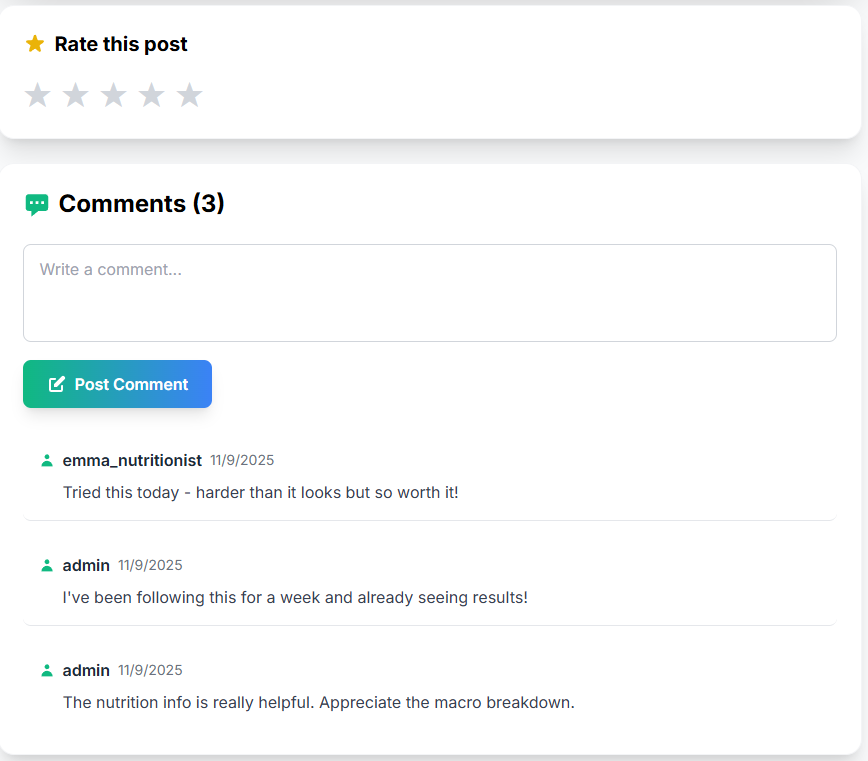 Rate this post
Comments (3)
Write a comment...
Post Comment
emma_nutritionist 11/9/2025
Tried this today - harder than it looks but so worth it!
admin 11/9/2025
I've been following this for a week and already seeing results!
admin 11/9/2025
The nutrition info is really helpful. Appreciate the macro breakdown.